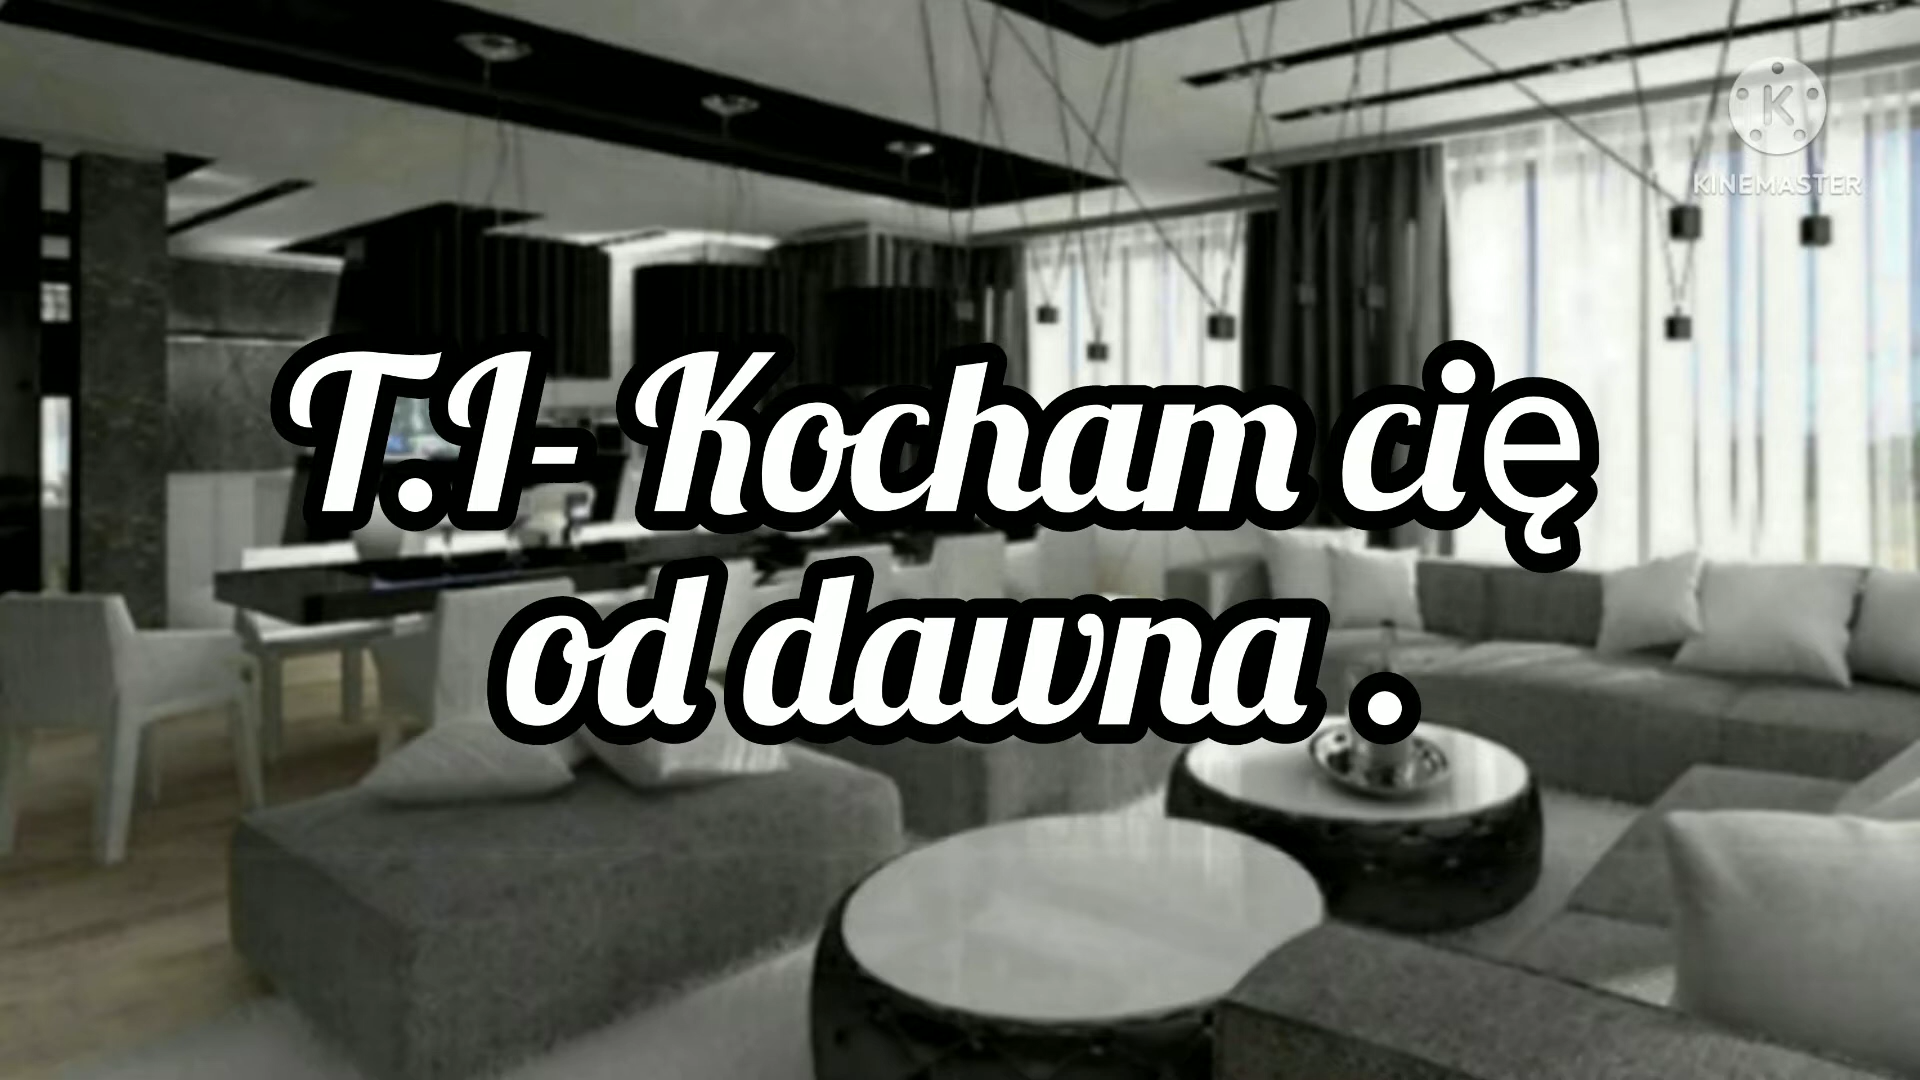 K
KINEMASTER
T.I- Kocham cię
od dawna .